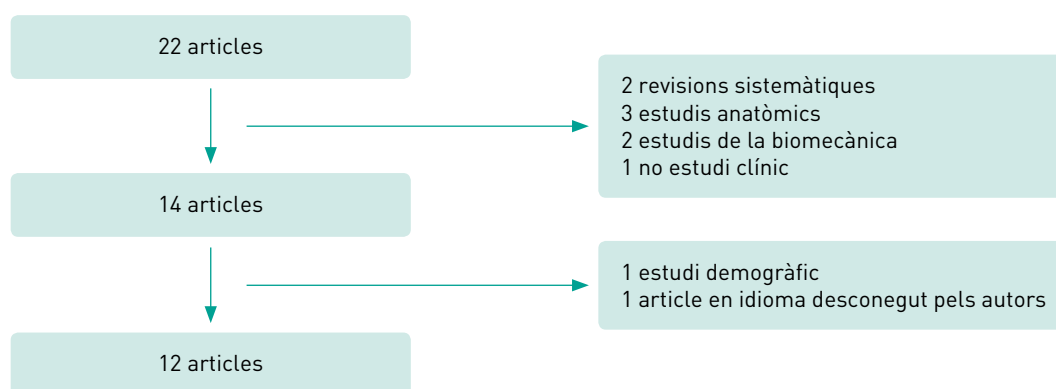 22 articles
2 revisions sistemàtiques
3 estudis anatòmics
2 estudis de la biomecànica
1 no estudi clínic
14 articles
1 estudi demogràfic
1 article en idioma desconegut pels autors
12 articles